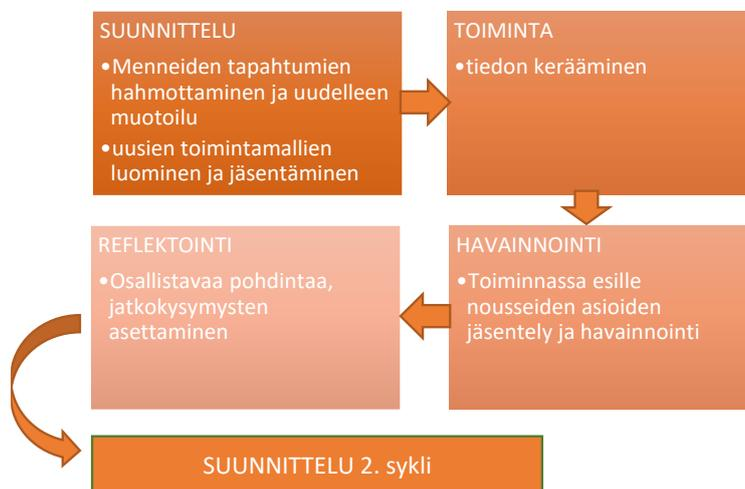 SUUNNITTELU
•Menneiden tapahtumien
hahmottaminen ja uudelleen
muotoilu
•uusien toimintamallien
luominen ja jäsentäminen
TOIMINTA
•tiedon kerääminen
HAVAINNOINTI
•Toiminnassa esille
nousseiden asioiden
jäsentely ja havainnointi
REFLEKTOINTI
•Osallistavaa pohdintaa,
jatkokysymysten
asettaminen
SUUNNITTELU 2. sykli